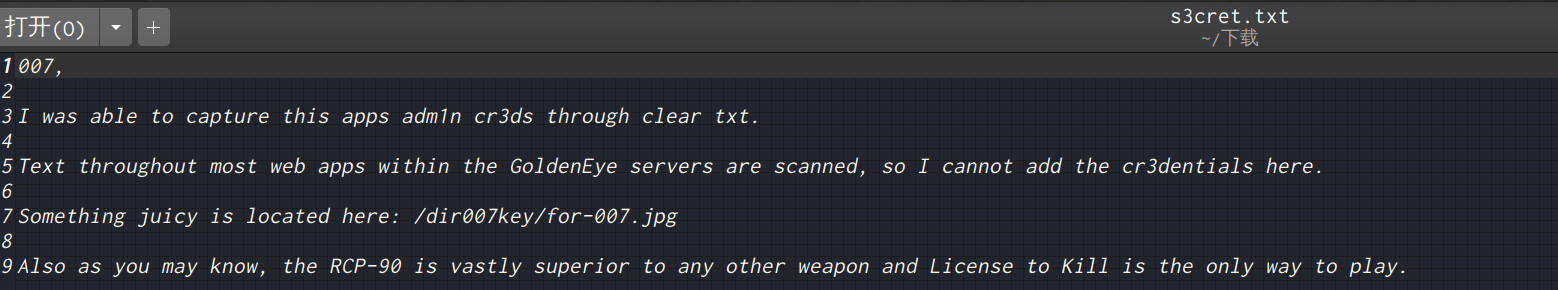 打开(O)
+
s3cret.txt
~/下载
1 007,
2
3 I was able to capture this apps adm1n cr3ds through clear txt.
4
5 Text throughout most web apps within the GoldenEye servers are scanned, so I cannot add the cr3dentials here.
6
7 Something juicy is located here: /dir007key/for-007.jpg
8
9 Also as you may know, the RCP-90 is vastly superior to any other weapon and License to Kill is the only way to play.